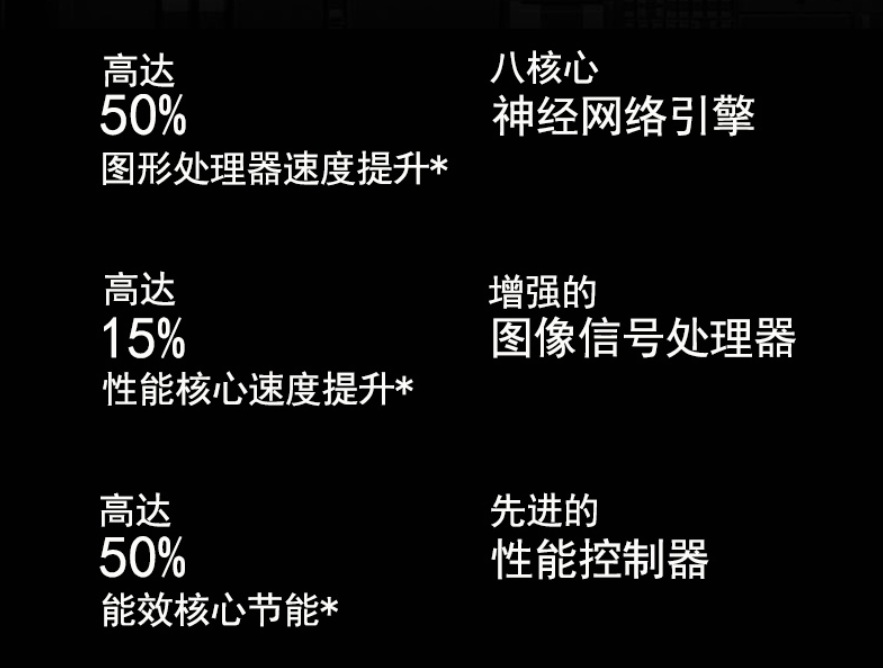 高达
50%
图形处理器速度提升*
八核心
神经网络引擎
高达
15%
性能核心速度提升*
增强的
图像信号处理器
高达
50%
能效核心节能*
先进的
性能控制器